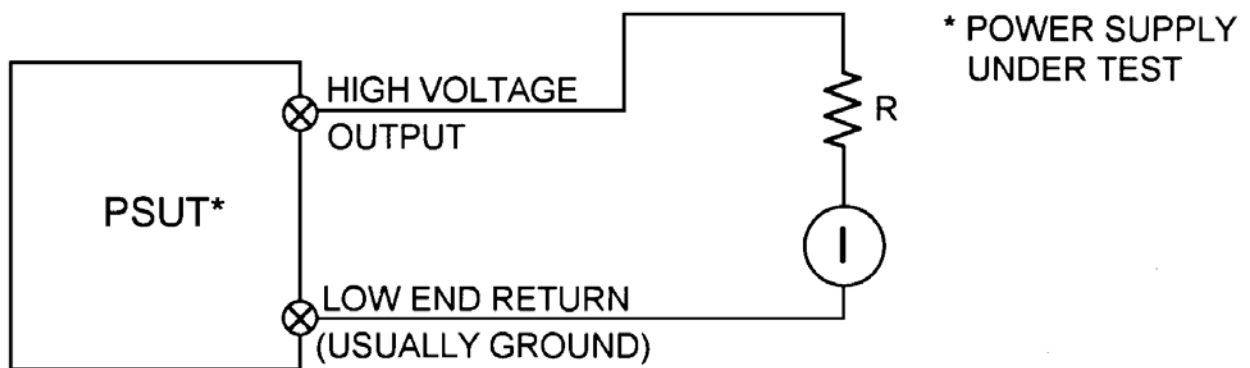 * POWER SUPPLY
UNDER TEST
HIGH VOLTAGE
OUTPUT
R
PSUT*
I
LOW END RETURN
(USUALLY GROUND)